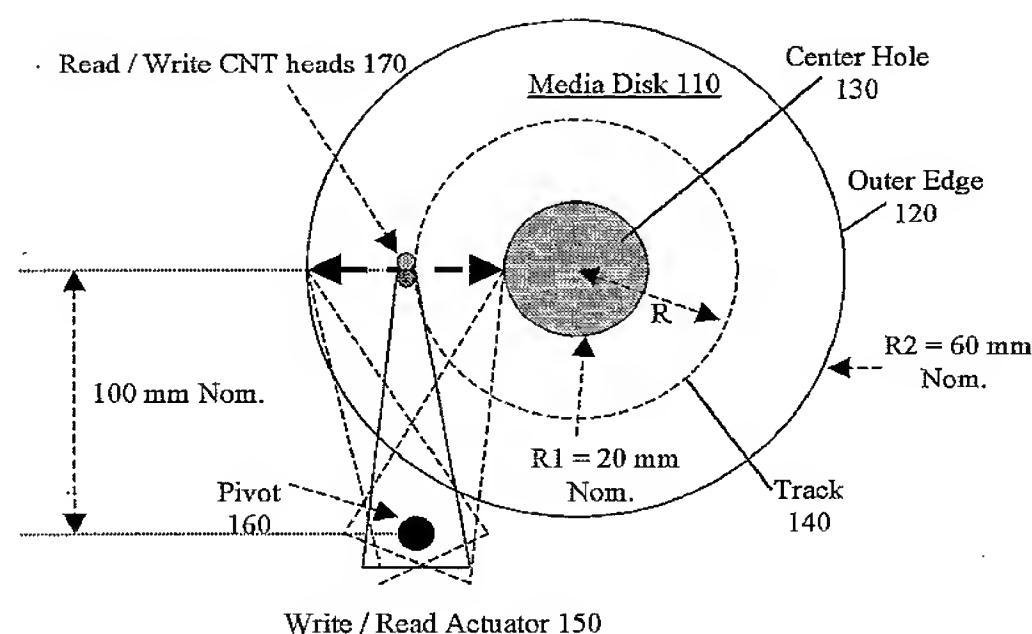 Read / Write CNT heads 170
Media Disk 110
Center Hole
130
Outer Edge
120
R
R2 = 60 mm
Nom.
100 mm Nom.
R1 = 20 mm
Nom.
Pivot
160
Track
140
Write / Read Actuator 150